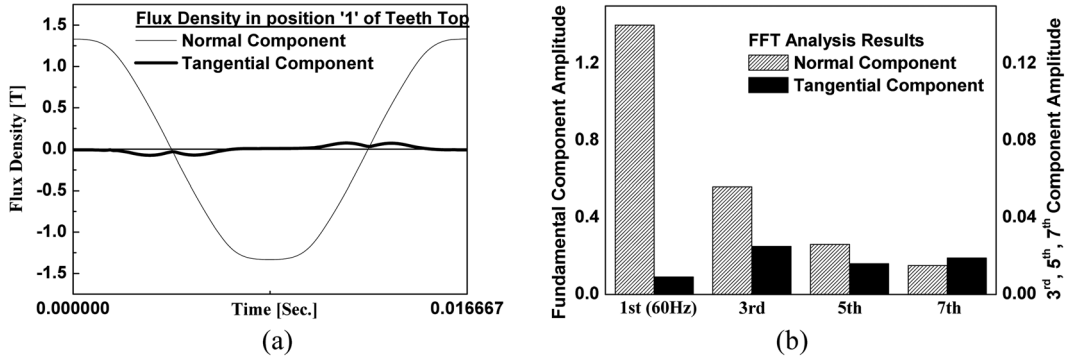 Flux Density in position '1' of Teeth Top
Normal Component
Tangential Component
Flux Density [T]
1.5
1.0
0.5
0.0
-0.5
-1.0
-1.5
0.000000
Time [Sec.]
0.016667
(a)
FFT Analysis Results
Normal Component
Tangential Component
Fundamental Component Amplitude
1.2
0.8
0.4
0.0
1st (60Hz)
3rd
5th
7th
0.12
0.08
0.04
0.00
3rd, 5th, 7th Component Amplitude
(b)